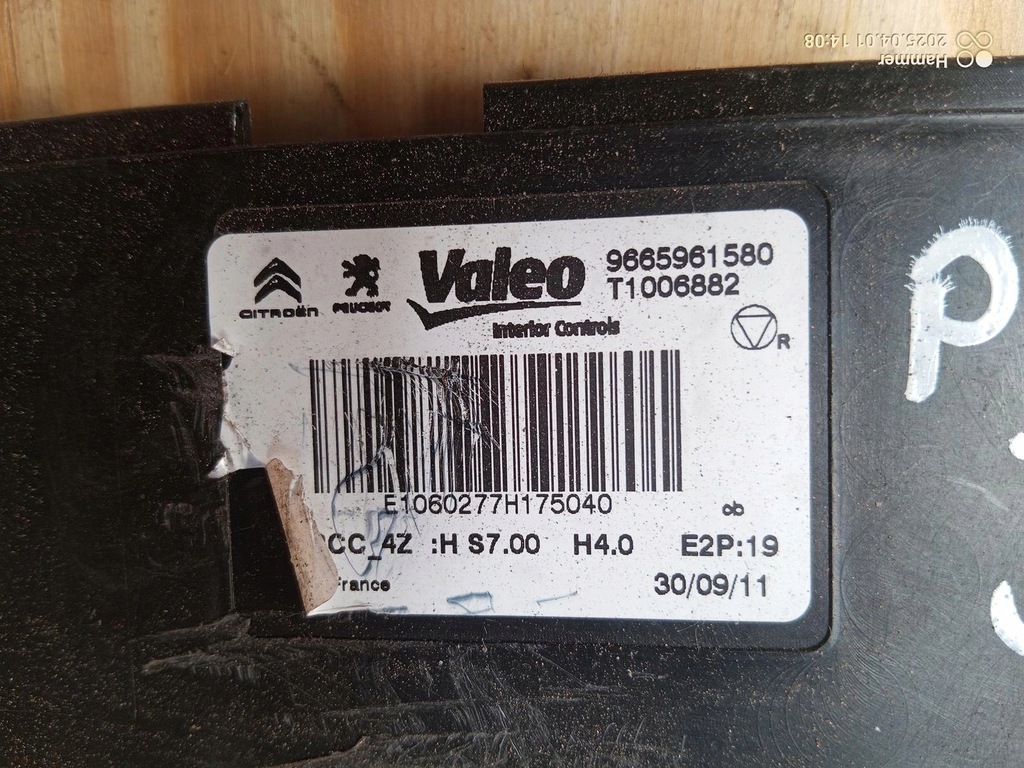 Hammer
2025.04.01 14:08
CITROËN
PEUGEOT
Valeo
Interior Controls
9665961580
T1006882
R
E1060277H175040
ob
CC_4Z :H S7.00 H4.0 E2P:19
France 30/09/11
P